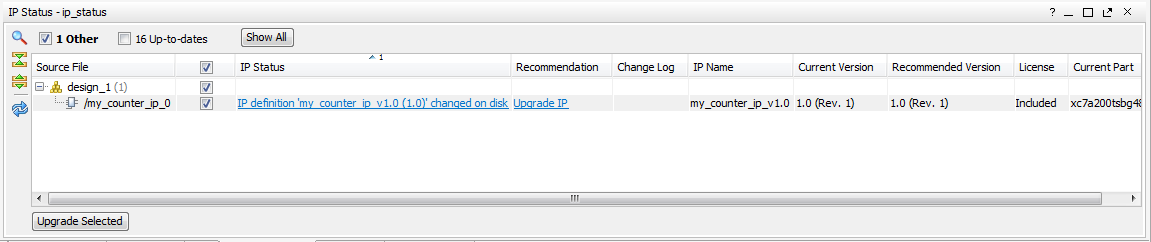 IP Status - ip_status
1 Other 16 Up-to-dates Show All
Source File IP Status 1 Recommendation Change Log IP Name Current Version Recommended Version License Current Part
design_1 (1)
/my_counter_ip_0 IP definition 'my_counter_ip_v1.0 (1.0)' changed on disk Upgrade IP my_counter_ip_v1.0 1.0 (Rev. 1) 1.0 (Rev. 1) Included xc7a200tsbg48
Upgrade Selected